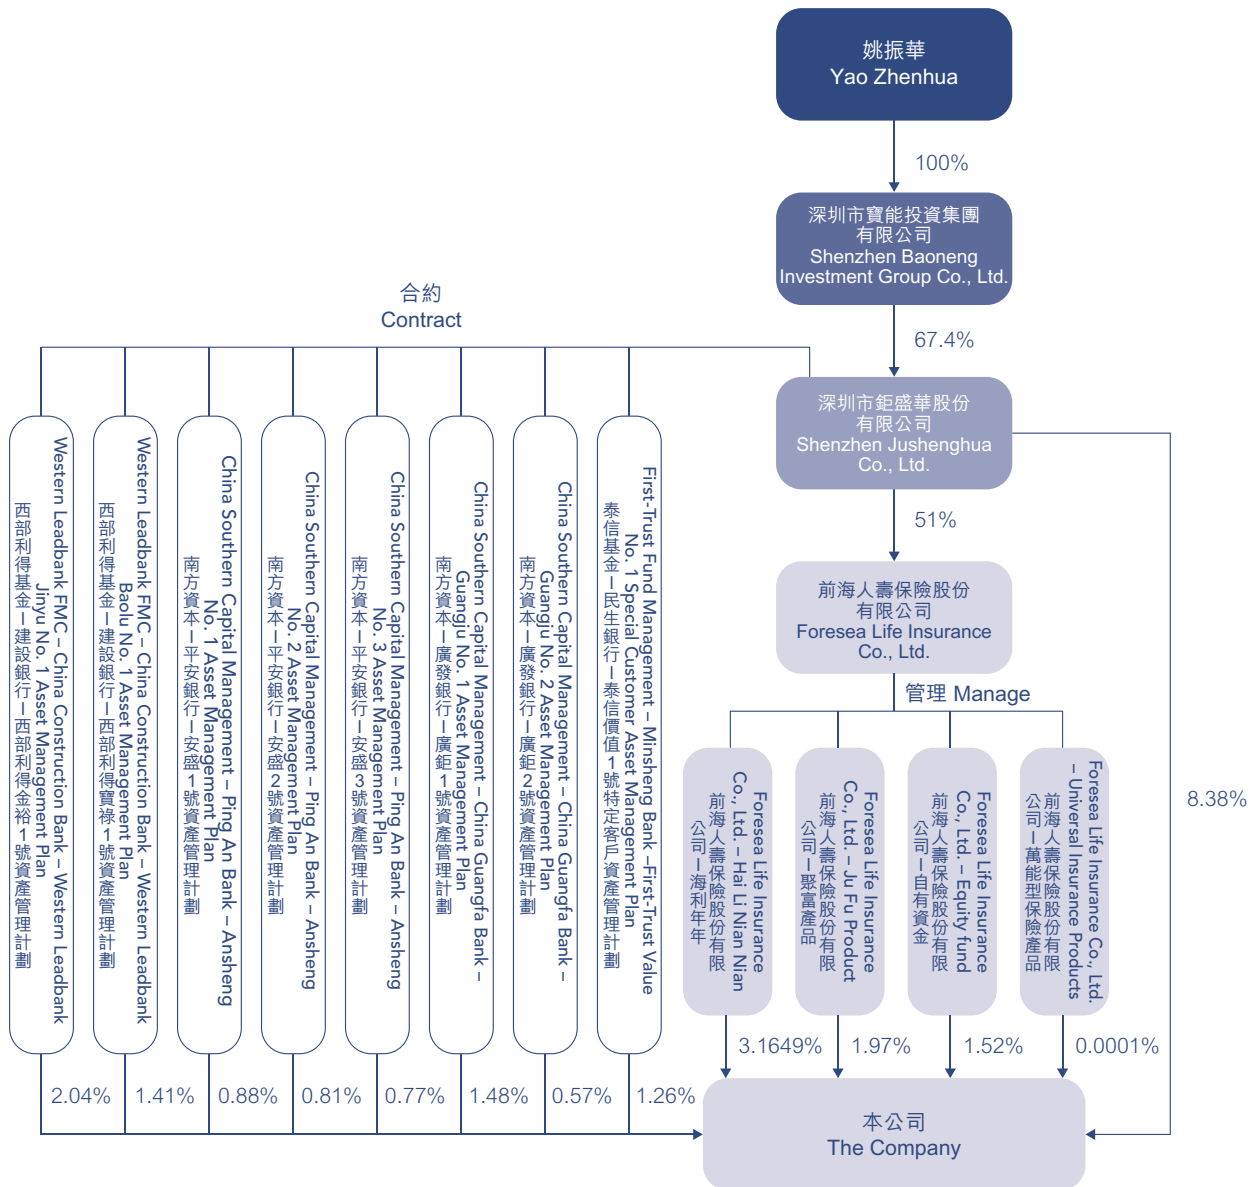 姚振華
Yao Zhenhua
100%
深圳市寶能投資集團
有限公司
Shenzhen Baoneng
Investment Group Co., Ltd.
67.4%
合約
Contract
深圳市鉅盛華股份
有限公司
Shenzhen Jushenghua
Co., Ltd.
51%
前海人壽保險股份
有限公司
Foresea Life Insurance
Co., Ltd.
管理 Manage
8.38%
Western Leadbank FMC – China Construction Bank – Western Leadbank
Jinyu No. 1 Asset Management Plan
西部利得基金－建設銀行－西部利得金裕1號資產管理計劃
Western Leadbank FMC – China Construction Bank – Western Leadbank
Baolu No. 1 Asset Management Plan
西部利得基金－建設銀行－西部利得寶祿1號資產管理計劃
China Southern Capital Management – Ping An Bank – Ansheng
No. 1 Asset Management Plan
南方資本－平安銀行－安盛1號資產管理計劃
China Southern Capital Management – Ping An Bank – Ansheng
No. 2 Asset Management Plan
南方資本－平安銀行－安盛2號資產管理計劃
China Southern Capital Management – Ping An Bank – Ansheng
No. 3 Asset Management Plan
南方資本－平安銀行－安盛3號資產管理計劃
China Southern Capital Management – China Guangfa Bank –
Guangju No. 1 Asset Management Plan
南方資本－廣發銀行－廣鉅1號資產管理計劃
China Southern Capital Management – China Guangfa Bank –
Guangju No. 2 Asset Management Plan
南方資本－廣發銀行－廣鉅2號資產管理計劃
First-Trust Fund Management – Minsheng Bank –First-Trust Value
No. 1 Special Customer Asset Management Plan
泰信基金－民生銀行－泰信價值1號特定客戶資產管理計劃
Foresea Life Insurance
Co., Ltd. – Hai Li Nian Nian
前海人壽保險股份有限
公司－海利年年
Foresea Life Insurance
Co., Ltd. – Ju Fu Product
前海人壽保險股份有限
公司－聚富產品
Foresea Life Insurance
Co., Ltd. – Equity fund
前海人壽保險股份有限
公司－自有資金
Foresea Life Insurance Co., Ltd.
– Universal Insurance Products
前海人壽保險股份有限
公司－萬能型保險產品
3.1649%
1.97%
1.52%
0.0001%
2.04%
1.41%
0.88%
0.81%
0.77%
1.48%
0.57%
1.26%
本公司
The Company